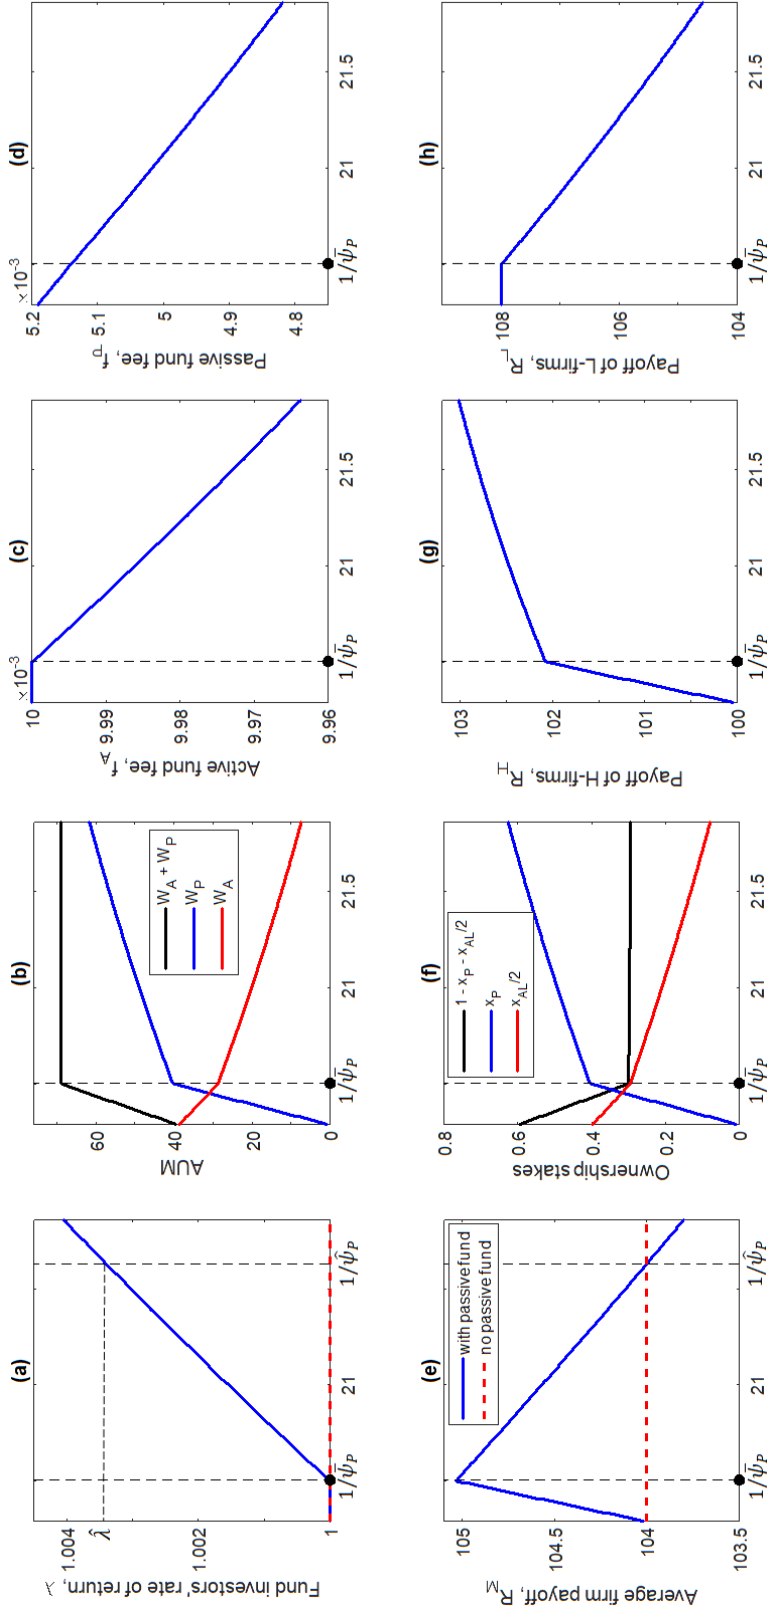 (a)
Fund investors' rate of return, λ
1.004
λ̂
1.002
1
1/ψ̄_P
21
1/ψ̂_P
(b)
AUM
60
40
20
0
W_A + W_P
W_P
W_A
1/ψ̄_P
21
21.5
(c)
×10^-3
Active fund fee, f_A
10
9.99
9.98
9.97
9.96
1/ψ̄_P
21
21.5
(d)
×10^-3
Passive fund fee, f_P
5.2
5.1
5
4.9
4.8
1/ψ̄_P
21
21.5
(e)
Average firm payoff, R_M
105
104.5
104
103.5
with passive fund
no passive fund
1/ψ̄_P
21
1/ψ̂_P
(f)
Ownership stakes
0.8
0.6
0.4
0.2
0
1 - x_P - x_AL/2
x_P
x_AL/2
1/ψ̄_P
21
21.5
(g)
Payoff of H-firms, R_H
103
102
101
100
1/ψ̄_P
21
21.5
(h)
Payoff of L-firms, R_L
108
106
104
1/ψ̄_P
21
21.5